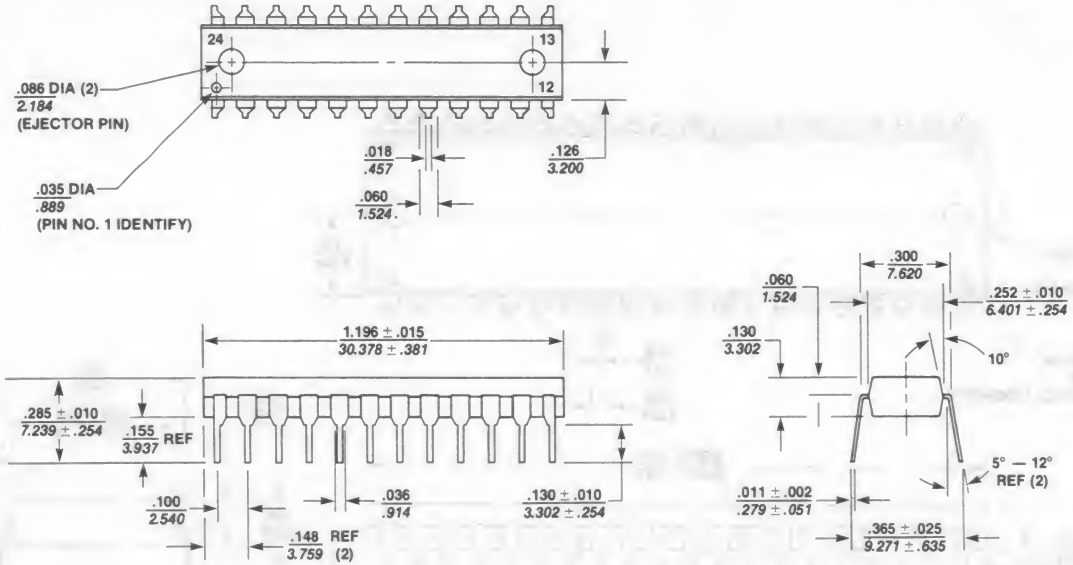 24
13
12
.086 DIA (2)
2.184
(EJECTOR PIN)
.035 DIA
.889
(PIN NO. 1 IDENTIFY)
.018
.457
.060
1.524
.126
3.200
1.196 ± .015
30.378 ± .381
.285 ± .010
7.239 ± .254
.155 REF
3.937
.100
2.540
.148 REF
3.759 (2)
.036
.914
.130 ± .010
3.302 ± .254
.300
7.620
.060
1.524
.252 ± .010
6.401 ± .254
.130
3.302
10°
5° — 12°
REF (2)
.011 ± .002
.279 ± .051
.365 ± .025
9.271 ± .635